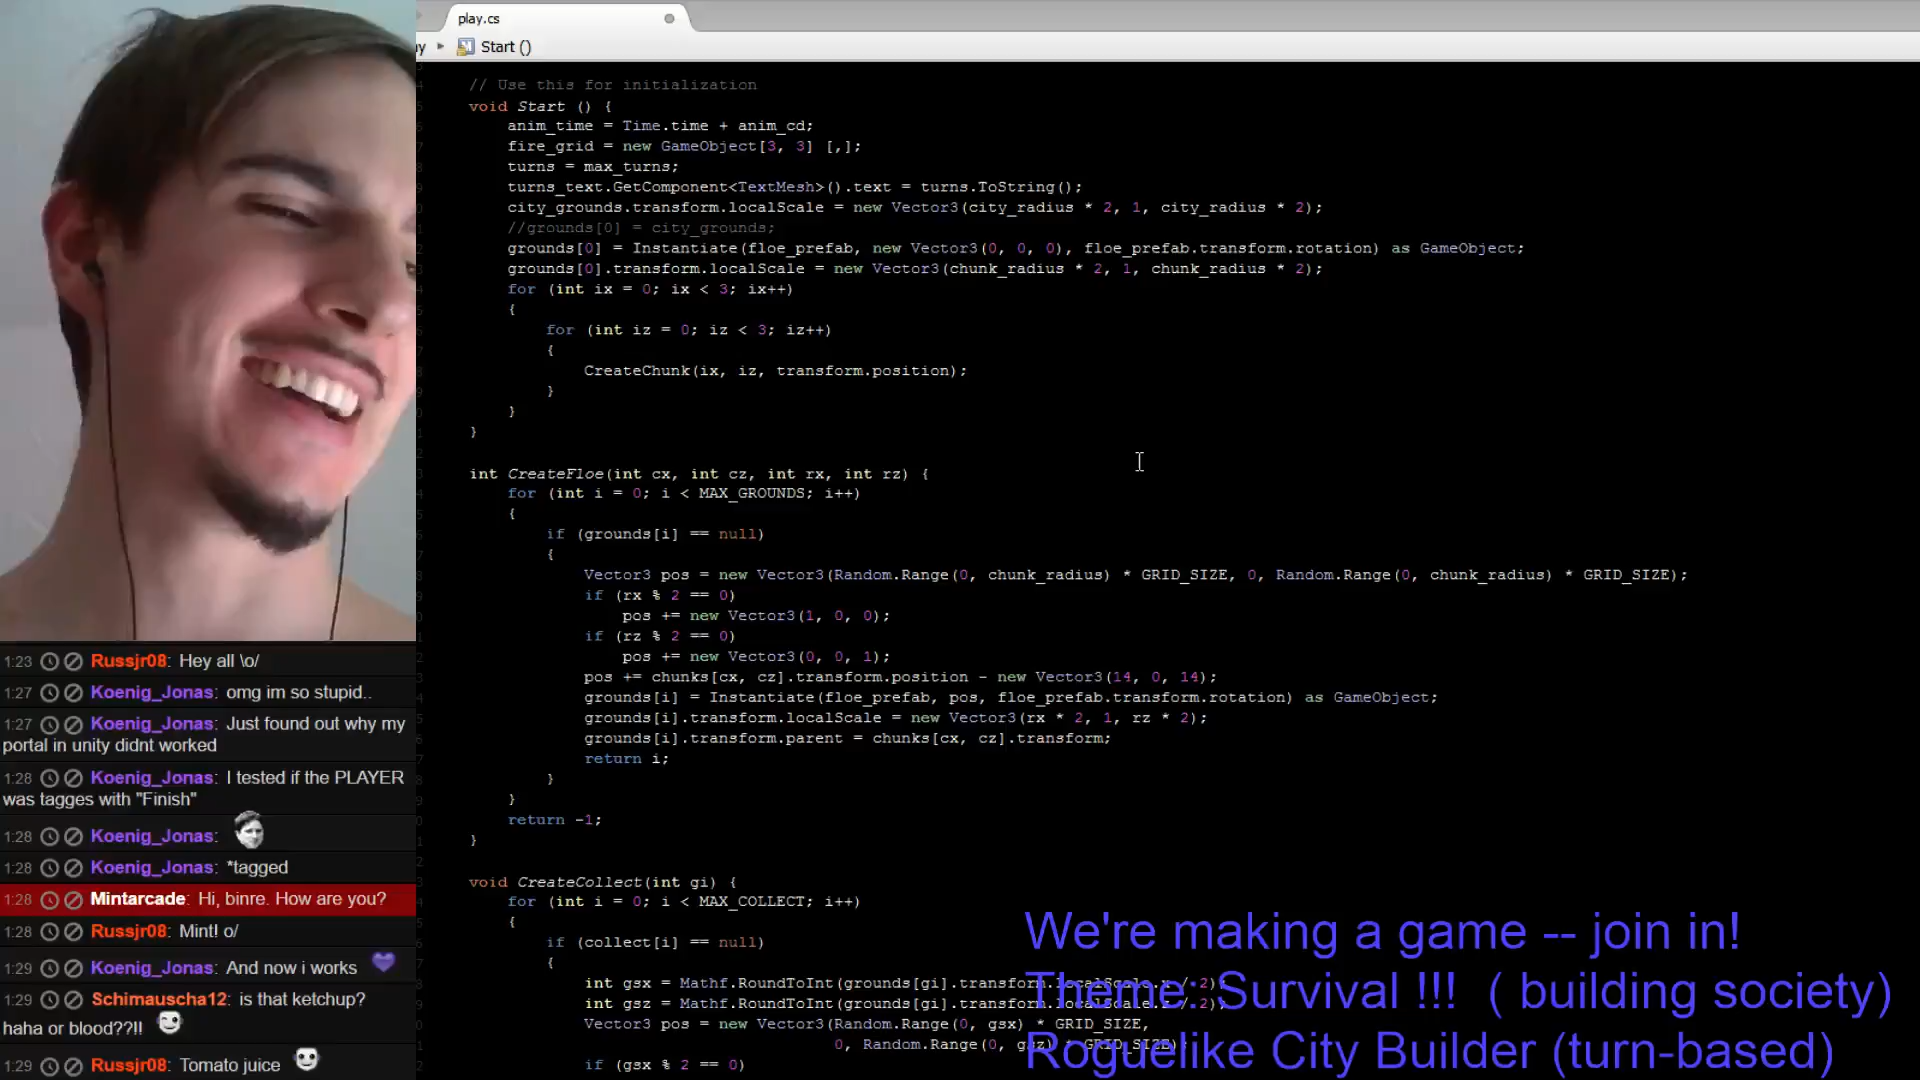 play.cs
Start ()
// Use this for initialization
void Start () {
anim_time = Time.time + anim_cd;
fire_grid = new GameObject[3, 3] [,];
turns = max_turns;
turns_text.GetComponent<TextMesh>().text = turns.ToString();
city_grounds.transform.localScale = new Vector3(city_radius * 2, 1, city_radius * 2);
//grounds[0] = city_grounds;
grounds[0] = Instantiate(floe_prefab, new Vector3(0, 0, 0), floe_prefab.transform.rotation) as GameObject;
grounds[0].transform.localScale = new Vector3(chunk_radius * 2, 1, chunk_radius * 2);
for (int ix = 0; ix < 3; ix++)
{
for (int iz = 0; iz < 3; iz++)
{
CreateChunk(ix, iz, transform.position);
}
}
}
int CreateFloe(int cx, int cz, int rx, int rz) {
for (int i = 0; i < MAX_GROUNDS; i++)
{
if (grounds[i] == null)
{
Vector3 pos = new Vector3(Random.Range(0, chunk_radius) * GRID_SIZE, 0, Random.Range(0, chunk_radius) * GRID_SIZE);
if (rx % 2 == 0)
pos += new Vector3(1, 0, 0);
if (rz % 2 == 0)
pos += new Vector3(0, 0, 1);
pos += chunks[cx, cz].transform.position - new Vector3(14, 0, 14);
grounds[i] = Instantiate(floe_prefab, pos, floe_prefab.transform.rotation) as GameObject;
grounds[i].transform.localScale = new Vector3(rx * 2, 1, rz * 2);
grounds[i].transform.parent = chunks[cx, cz].transform;
return i;
}
}
return -1;
}
void CreateCollect(int gi) {
for (int i = 0; i < MAX_COLLECT; i++)
{
if (collect[i] == null)
{
int gsx = Mathf.RoundToInt(grounds[gi].transform.localScale.x / 2);
int gsz = Mathf.RoundToInt(grounds[gi].transform.localScale.z / 2);
Vector3 pos = new Vector3(Random.Range(0, gsx) * GRID_SIZE,
0, Random.Range(0, gsz) * GRID_SIZE);
if (gsx % 2 == 0)
1:23 Russjr08: Hey all \o/
1:27 Koenig_Jonas: omg im so stupid..
1:27 Koenig_Jonas: Just found out why my
portal in unity didnt worked
1:28 Koenig_Jonas: I tested if the PLAYER
was tagges with "Finish"
1:28 Koenig_Jonas:
1:28 Koenig_Jonas: *tagged
1:28 Mintarcade: Hi, binre. How are you?
1:28 Russjr08: Mint! o/
1:29 Koenig_Jonas: And now i works
1:29 Schimauscha12: is that ketchup?
haha or blood??!!
1:29 Russjr08: Tomato juice
We're making a game -- join in!
Theme: Survival !!! ( building society)
Roguelike City Builder (turn-based)